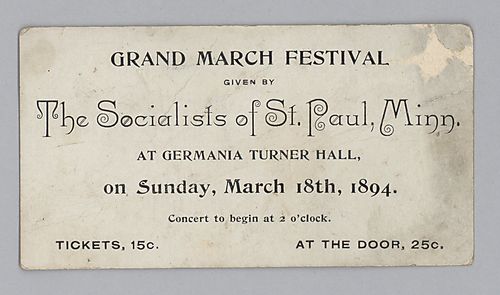 GRAND MARCH FESTIVAL
GIVEN BY
The Socialists of St. Paul, Minn.
AT GERMANIA TURNER HALL,
on Sunday, March 18th, 1894.
Concert to begin at 2 o'clock.
TICKETS, 15c. AT THE DOOR, 25c.